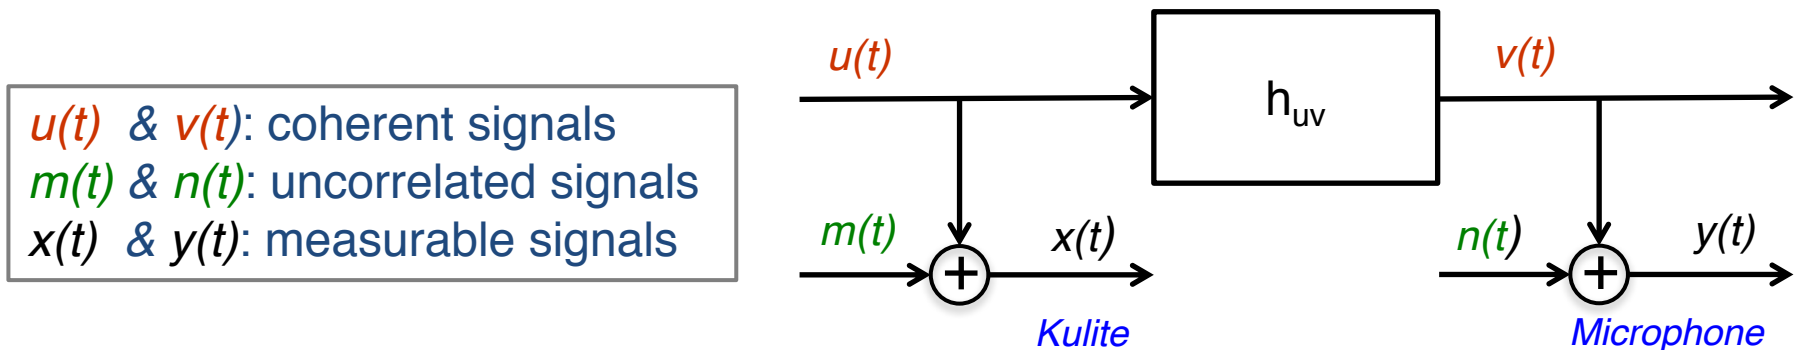 u(t) & v(t): coherent signals
m(t) & n(t): uncorrelated signals
x(t) & y(t): measurable signals
u(t)
h_uv
v(t)
m(t)
+
x(t)
Kulite
n(t)
+
y(t)
Microphone